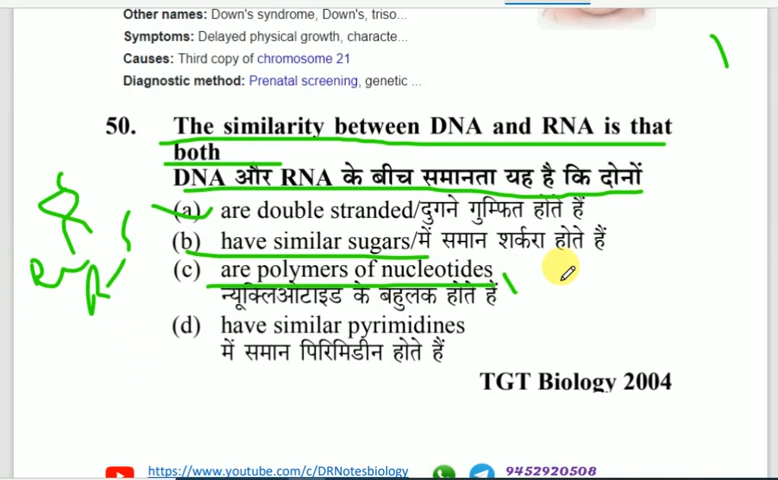 Other names: Down's syndrome, Down's, triso...
Symptoms: Delayed physical growth, characte...
Causes: Third copy of chromosome 21
Diagnostic method: Prenatal screening, genetic ...
50. The similarity between DNA and RNA is that
both
DNA और RNA के बीच समानता यह है कि दोनों
(a) are double stranded/दुगने गुम्फित होते हैं
(b) have similar sugars/में समान शर्करा होते हैं
(c) are polymers of nucleotides
न्यूक्लिओटाइड के बहुलक होते हैं
(d) have similar pyrimidines
में समान पिरिमिडीन होते हैं
TGT Biology 2004
https://www.youtube.com/c/DRNotesbiology 9452920508